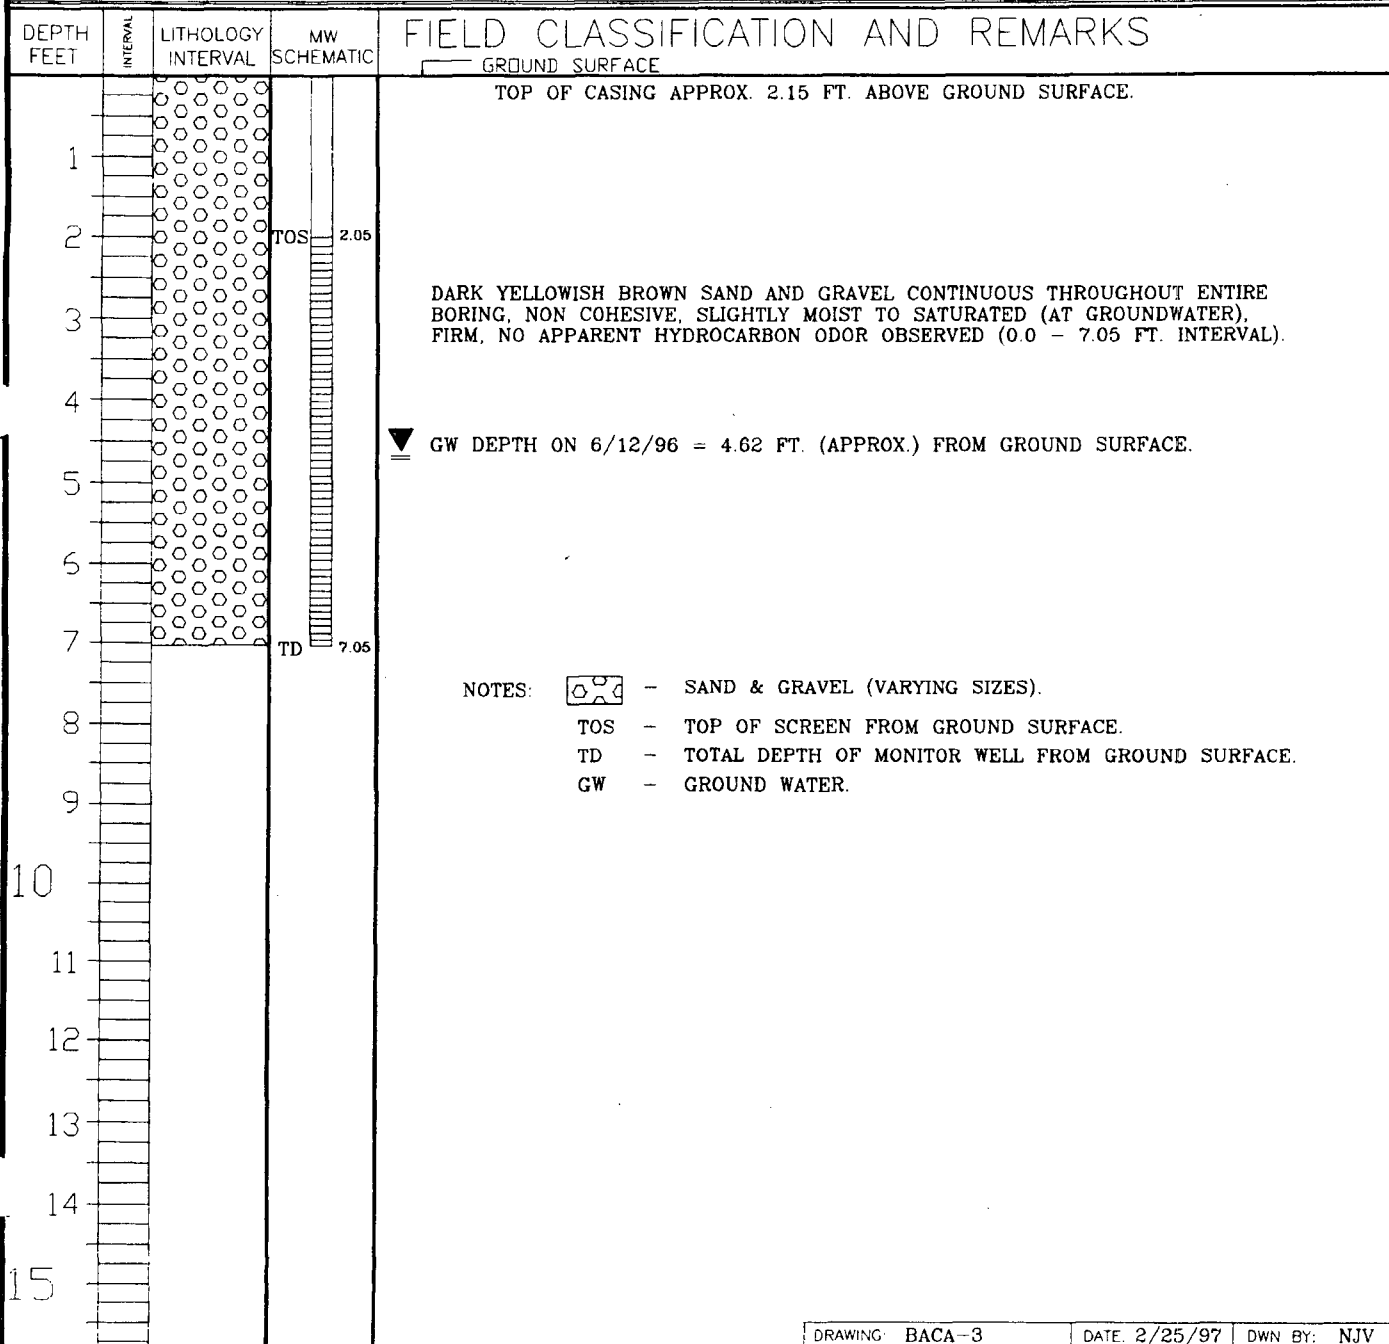 DEPTH FEET
INTERVAL
LITHOLOGY INTERVAL
MW SCHEMATIC
FIELD CLASSIFICATION AND REMARKS
GROUND SURFACE
TOP OF CASING APPROX. 2.15 FT. ABOVE GROUND SURFACE.
1
2
TOS
2.05
DARK YELLOWISH BROWN SAND AND GRAVEL CONTINUOUS THROUGHOUT ENTIRE
BORING, NON COHESIVE, SLIGHTLY MOIST TO SATURATED (AT GROUNDWATER),
3
FIRM, NO APPARENT HYDROCARBON ODOR OBSERVED (0.0 – 7.05 FT. INTERVAL).
4
GW DEPTH ON 6/12/96 = 4.62 FT. (APPROX.) FROM GROUND SURFACE.
5
6
7
TD
7.05
NOTES: – SAND & GRAVEL (VARYING SIZES).
8
TOS – TOP OF SCREEN FROM GROUND SURFACE.
TD – TOTAL DEPTH OF MONITOR WELL FROM GROUND SURFACE.
GW – GROUND WATER.
9
10
11
12
13
14
15
DRAWING: BACA-3 DATE: 2/25/97 DWN BY: NJV